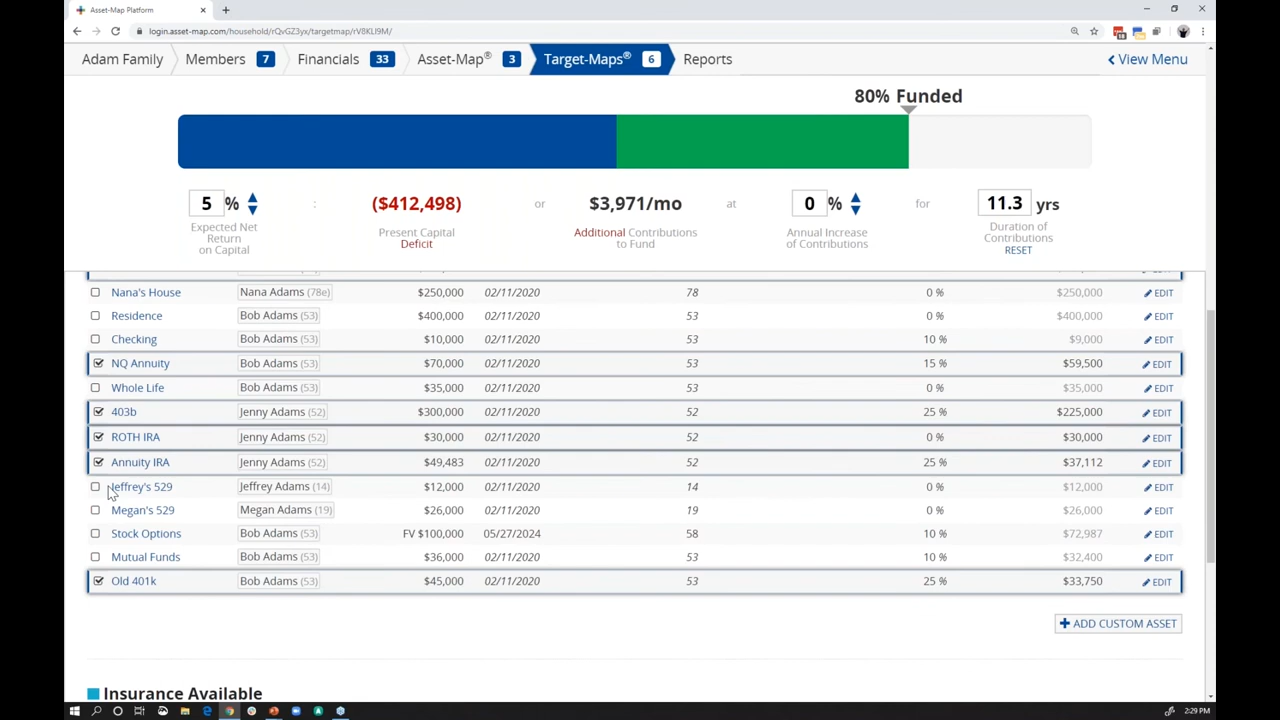 Asset-Map Platform
login.asset-map.com/household/rQvGZ3yx/targetmap/rV8KLI9M/
Adam Family Members 7 Financials 33 Asset-Map® 3 Target-Maps® 6 Reports View Menu
80% Funded
5 % : ($412,498) or $3,971/mo at 0 % for 11.3 yrs
Expected Net Return on Capital Present Capital Deficit Additional Contributions to Fund Annual Increase of Contributions Duration of Contributions RESET
Nana's House Nana Adams (78e) $250,000 02/11/2020 78 0 % $250,000 EDIT
Residence Bob Adams (53) $400,000 02/11/2020 53 0 % $400,000 EDIT
Checking Bob Adams (53) $10,000 02/11/2020 53 10 % $9,000 EDIT
NQ Annuity Bob Adams (53) $70,000 02/11/2020 53 15 % $59,500 EDIT
Whole Life Bob Adams (53) $35,000 02/11/2020 53 0 % $35,000 EDIT
403b Jenny Adams (52) $300,000 02/11/2020 52 25 % $225,000 EDIT
ROTH IRA Jenny Adams (52) $30,000 02/11/2020 52 0 % $30,000 EDIT
Annuity IRA Jenny Adams (52) $49,483 02/11/2020 52 25 % $37,112 EDIT
Jeffrey's 529 Jeffrey Adams (14) $12,000 02/11/2020 14 0 % $12,000 EDIT
Megan's 529 Megan Adams (19) $26,000 02/11/2020 19 0 % $26,000 EDIT
Stock Options Bob Adams (53) FV $100,000 05/27/2024 58 10 % $72,987 EDIT
Mutual Funds Bob Adams (53) $36,000 02/11/2020 53 10 % $32,400 EDIT
Old 401k Bob Adams (53) $45,000 02/11/2020 53 25 % $33,750 EDIT
ADD CUSTOM ASSET
Insurance Available
2:29 PM